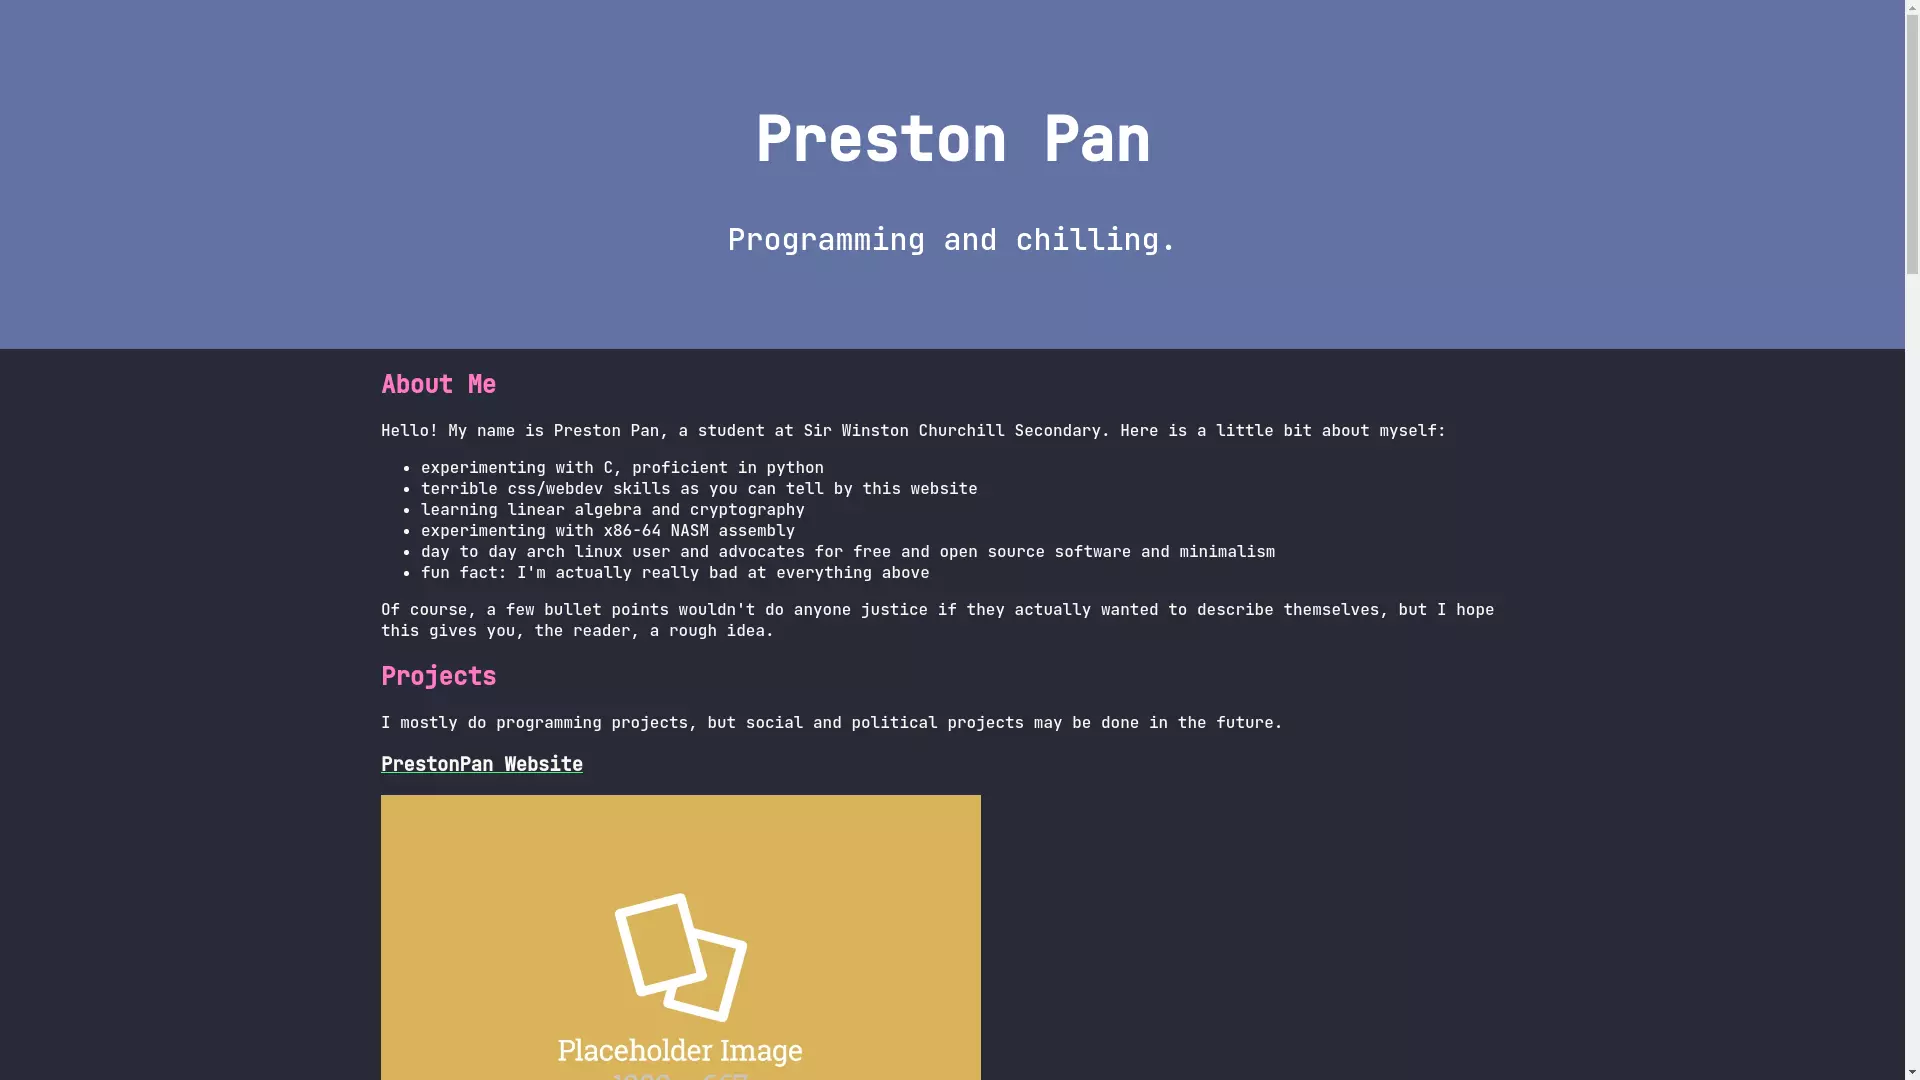 Preston Pan
Programming and chilling.
About Me
Hello! My name is Preston Pan, a student at Sir Winston Churchill Secondary. Here is a little bit about myself:
experimenting with C, proficient in python
terrible css/webdev skills as you can tell by this website
learning linear algebra and cryptography
experimenting with x86-64 NASM assembly
day to day arch linux user and advocates for free and open source software and minimalism
fun fact: I'm actually really bad at everything above
Of course, a few bullet points wouldn't do anyone justice if they actually wanted to describe themselves, but I hope
this gives you, the reader, a rough idea.
Projects
I mostly do programming projects, but social and political projects may be done in the future.
PrestonPan Website
Placeholder Image